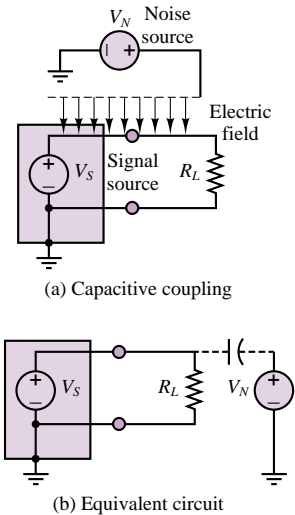 V_N Noise
source
Electric
field
V_S Signal
source
R_L
(a) Capacitive coupling
V_S
R_L
V_N
(b) Equivalent circuit